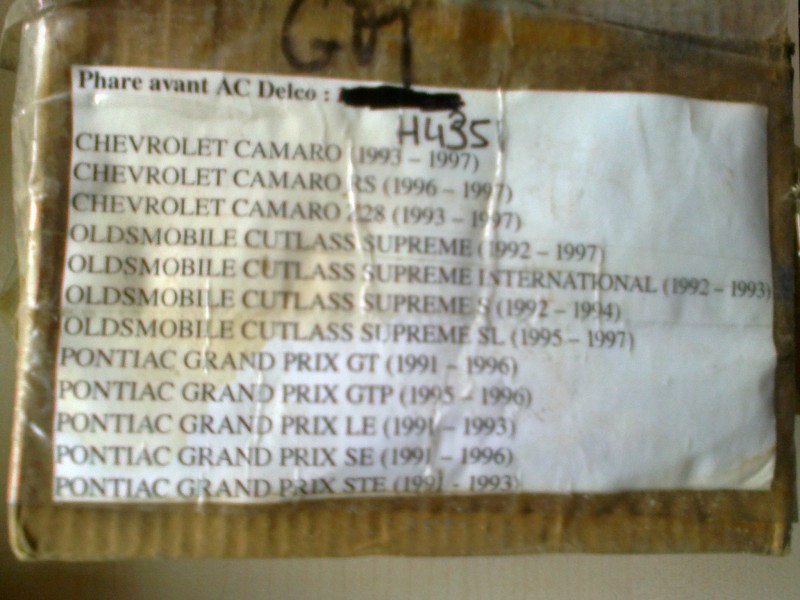 Phare avant AC Delco :
H435
CHEVROLET CAMARO (1993 – 1997)
CHEVROLET CAMARO RS (1996 – 1997)
CHEVROLET CAMARO Z28 (1993 – 1997)
OLDSMOBILE CUTLASS SUPREME (1992 – 1997)
OLDSMOBILE CUTLASS SUPREME INTERNATIONAL (1992 – 1993)
OLDSMOBILE CUTLASS SUPREME S (1992 – 1994)
OLDSMOBILE CUTLASS SUPREME SL (1995 – 1997)
PONTIAC GRAND PRIX GT (1991 – 1996)
PONTIAC GRAND PRIX GTP (1995 – 1996)
PONTIAC GRAND PRIX LE (1991 – 1993)
PONTIAC GRAND PRIX SE (1991 – 1996)
PONTIAC GRAND PRIX STE (1991 – 1993)